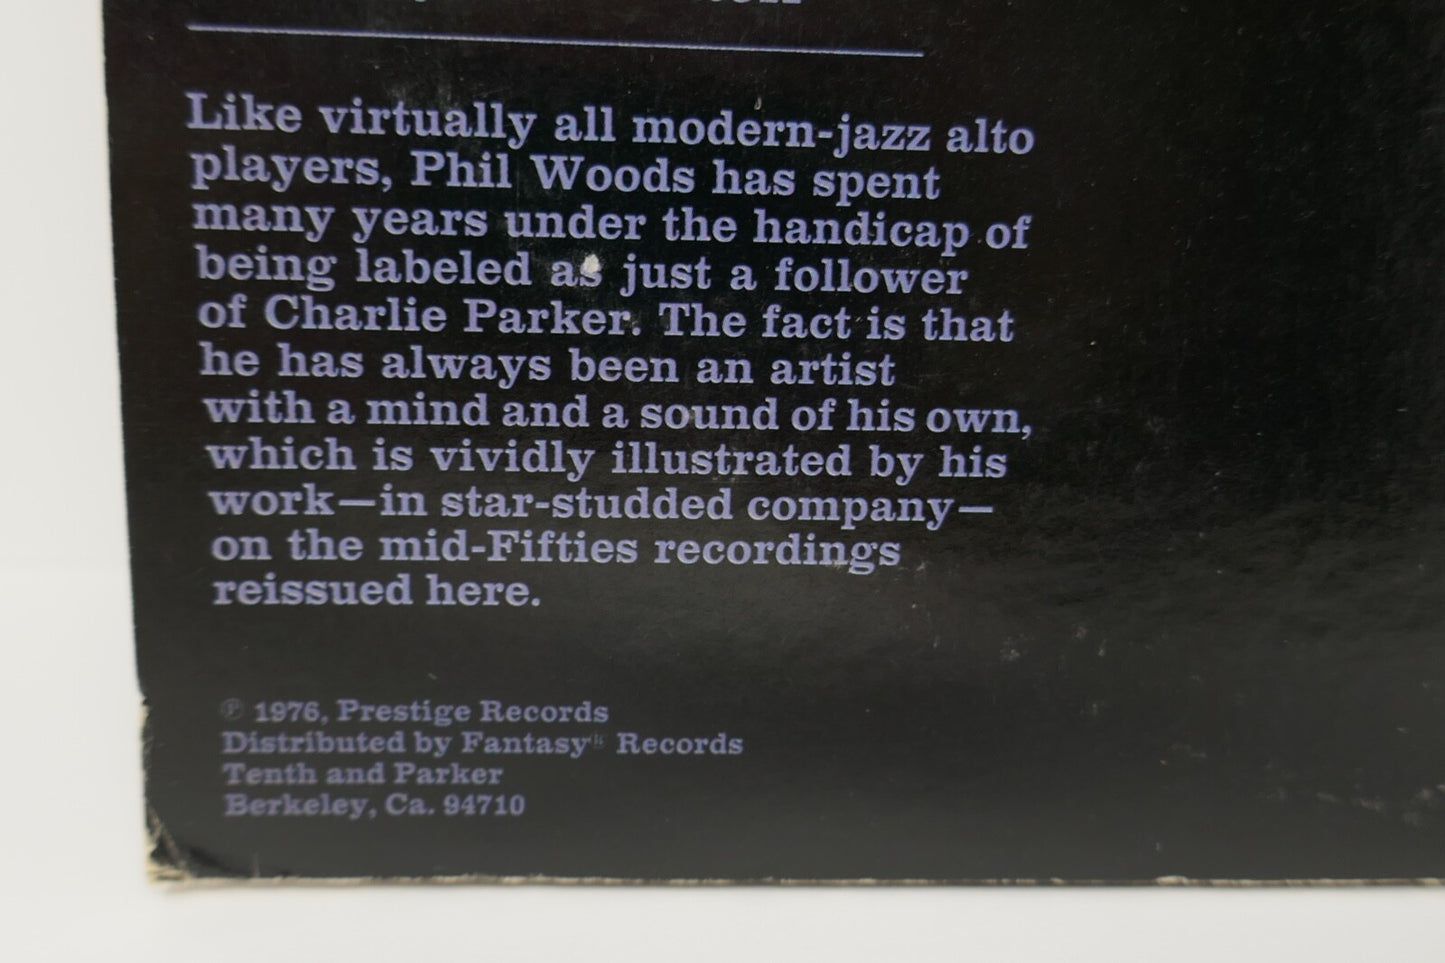 Like virtually all modern-jazz alto
players, Phil Woods has spent
many years under the handicap of
being labeled as just a follower
of Charlie Parker. The fact is that
he has always been an artist
with a mind and a sound of his own,
which is vividly illustrated by his
work—in star-studded company—
on the mid-Fifties recordings
reissued here.
℗ 1976, Prestige Records
Distributed by Fantasy® Records
Tenth and Parker
Berkeley, Ca. 94710